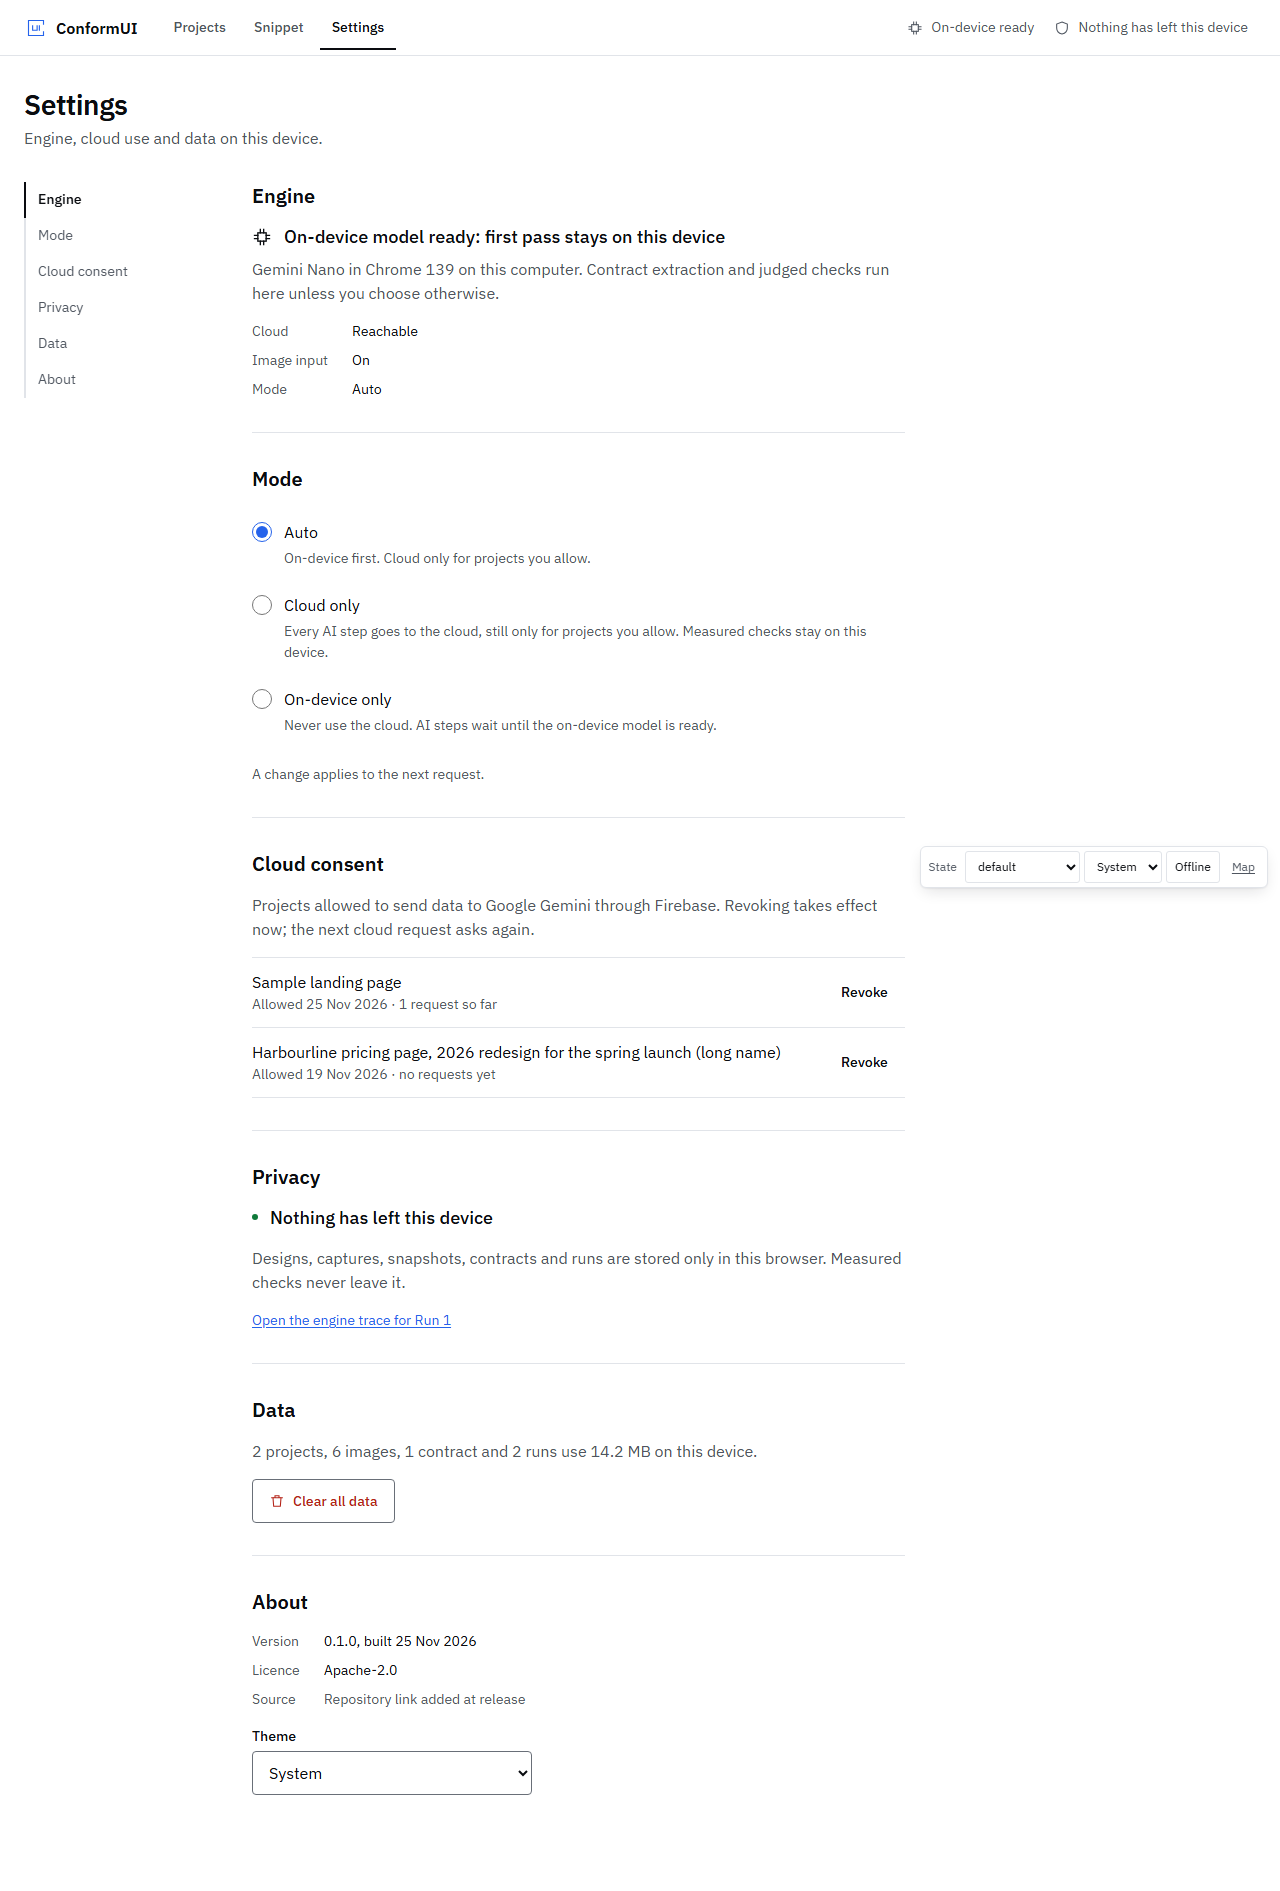 UI ConformUI Projects Snippet Settings On-device ready Nothing has left this device
Settings
Engine, cloud use and data on this device.
Engine
Mode
Cloud consent
Privacy
Data
About
Engine
On-device model ready: first pass stays on this device
Gemini Nano in Chrome 139 on this computer. Contract extraction and judged checks run
here unless you choose otherwise.
Cloud Reachable
Image input On
Mode Auto
Mode
Auto
On-device first. Cloud only for projects you allow.
Cloud only
Every AI step goes to the cloud, still only for projects you allow. Measured checks stay on this
device.
On-device only
Never use the cloud. AI steps wait until the on-device model is ready.
A change applies to the next request.
Cloud consent
Projects allowed to send data to Google Gemini through Firebase. Revoking takes effect
now; the next cloud request asks again.
Sample landing page
Allowed 25 Nov 2026 · 1 request so far
Revoke
Harbourline pricing page, 2026 redesign for the spring launch (long name)
Allowed 19 Nov 2026 · no requests yet
Revoke
State default System Offline Map
Privacy
Nothing has left this device
Designs, captures, snapshots, contracts and runs are stored only in this browser. Measured
checks never leave it.
Open the engine trace for Run 1
Data
2 projects, 6 images, 1 contract and 2 runs use 14.2 MB on this device.
Clear all data
About
Version 0.1.0, built 25 Nov 2026
Licence Apache-2.0
Source Repository link added at release
Theme
System